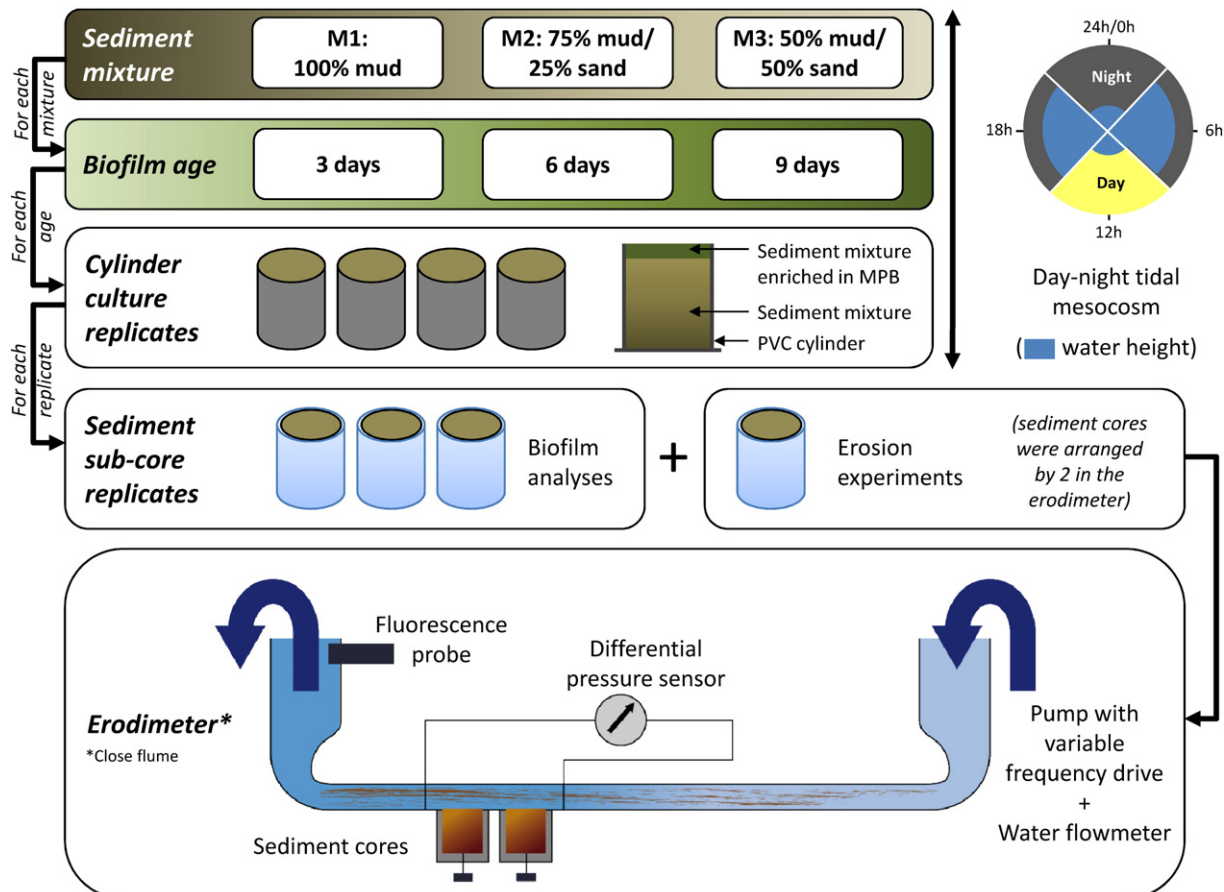 Sediment
mixture
M1:
100% mud
M2: 75% mud/
25% sand
M3: 50% mud/
50% sand
For each
mixture
Biofilm age
3 days
6 days
9 days
For each
age
Cylinder
culture
replicates
Sediment mixture
enriched in MPB
Sediment mixture
PVC cylinder
24h/0h
Night
18h
6h
Day
12h
Day-night tidal
mesocosm
( water height)
For each
replicate
Sediment
sub-core
replicates
Biofilm
analyses
+
Erosion
experiments
(sediment cores
were arranged
by 2 in the
erodimeter)
Erodimeter*
*Close flume
Fluorescence
probe
Differential
pressure sensor
Sediment cores
Pump with
variable
frequency drive
+
Water flowmeter